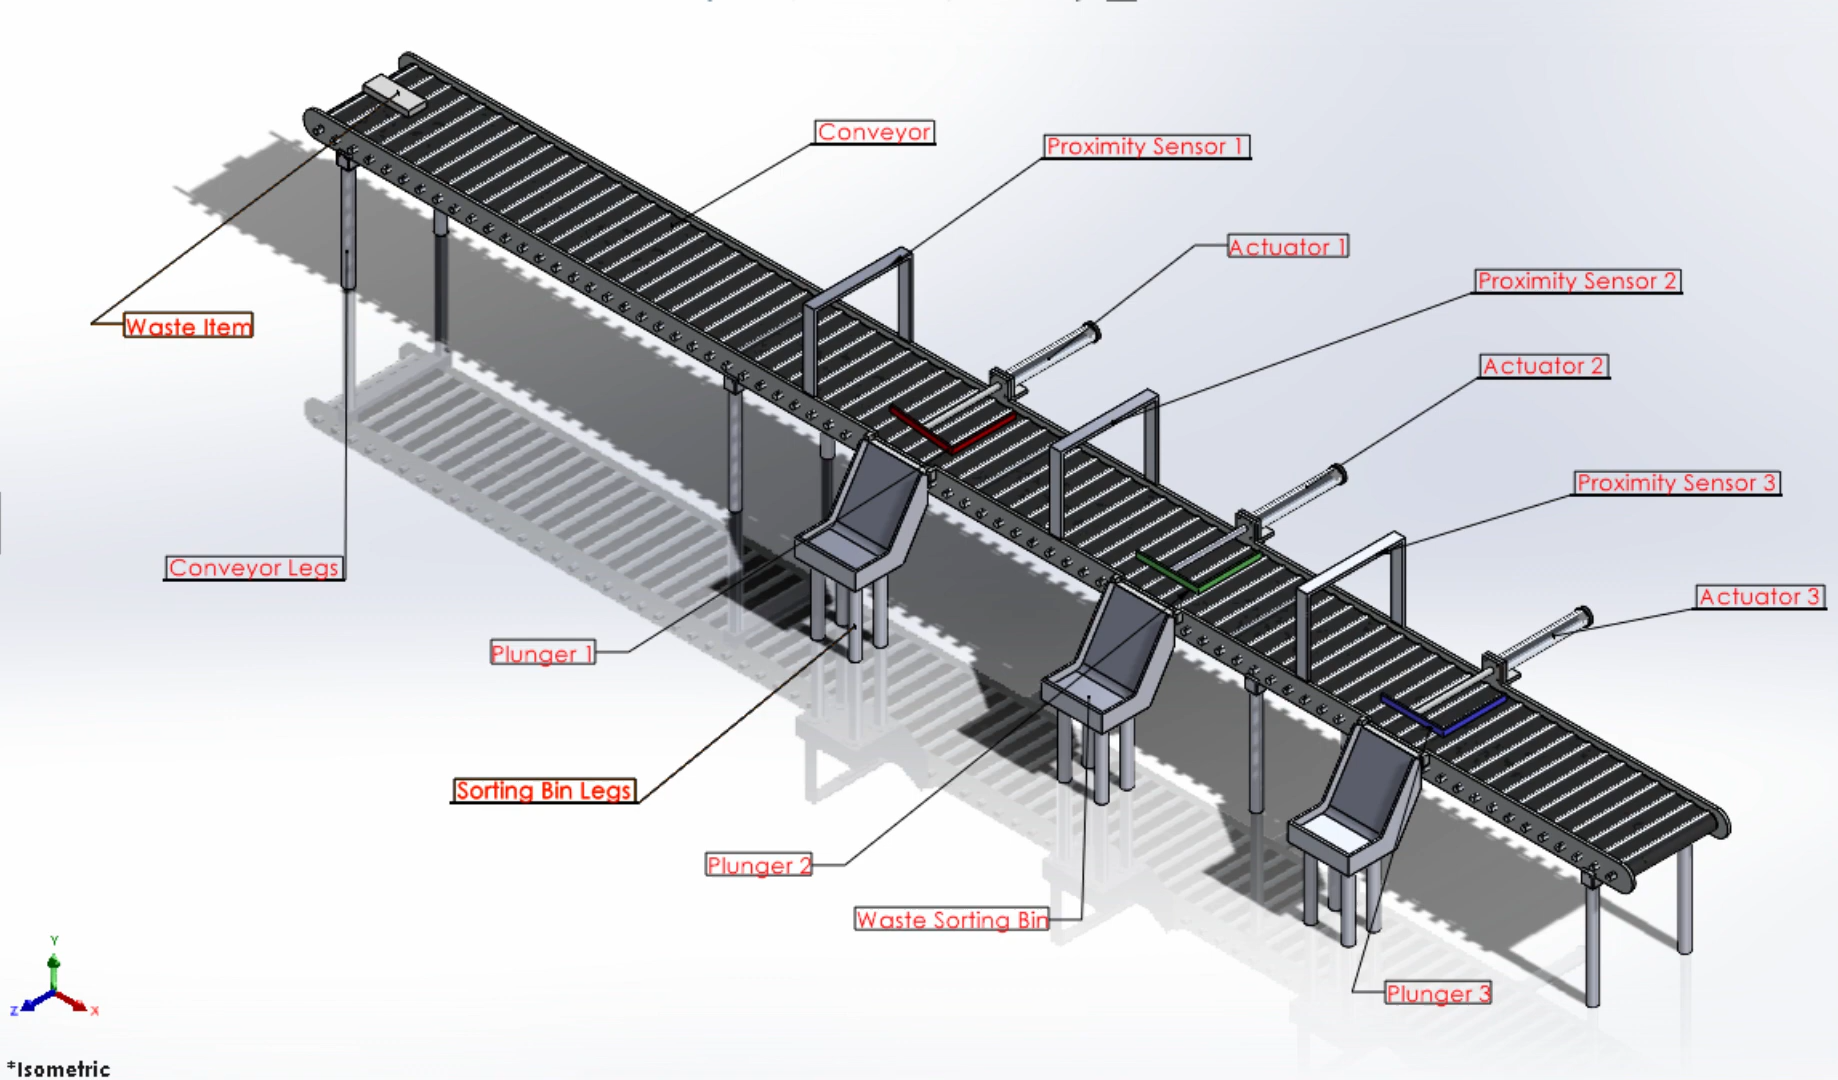 Conveyor
Proximity Sensor 1
Actuator 1
Proximity Sensor 2
Waste Item
Actuator 2
Proximity Sensor 3
Conveyor Legs
Actuator 3
Plunger 1
Sorting Bin Legs
Plunger 2
Waste Sorting Bin
Plunger 3
Y
Z
X
*Isometric